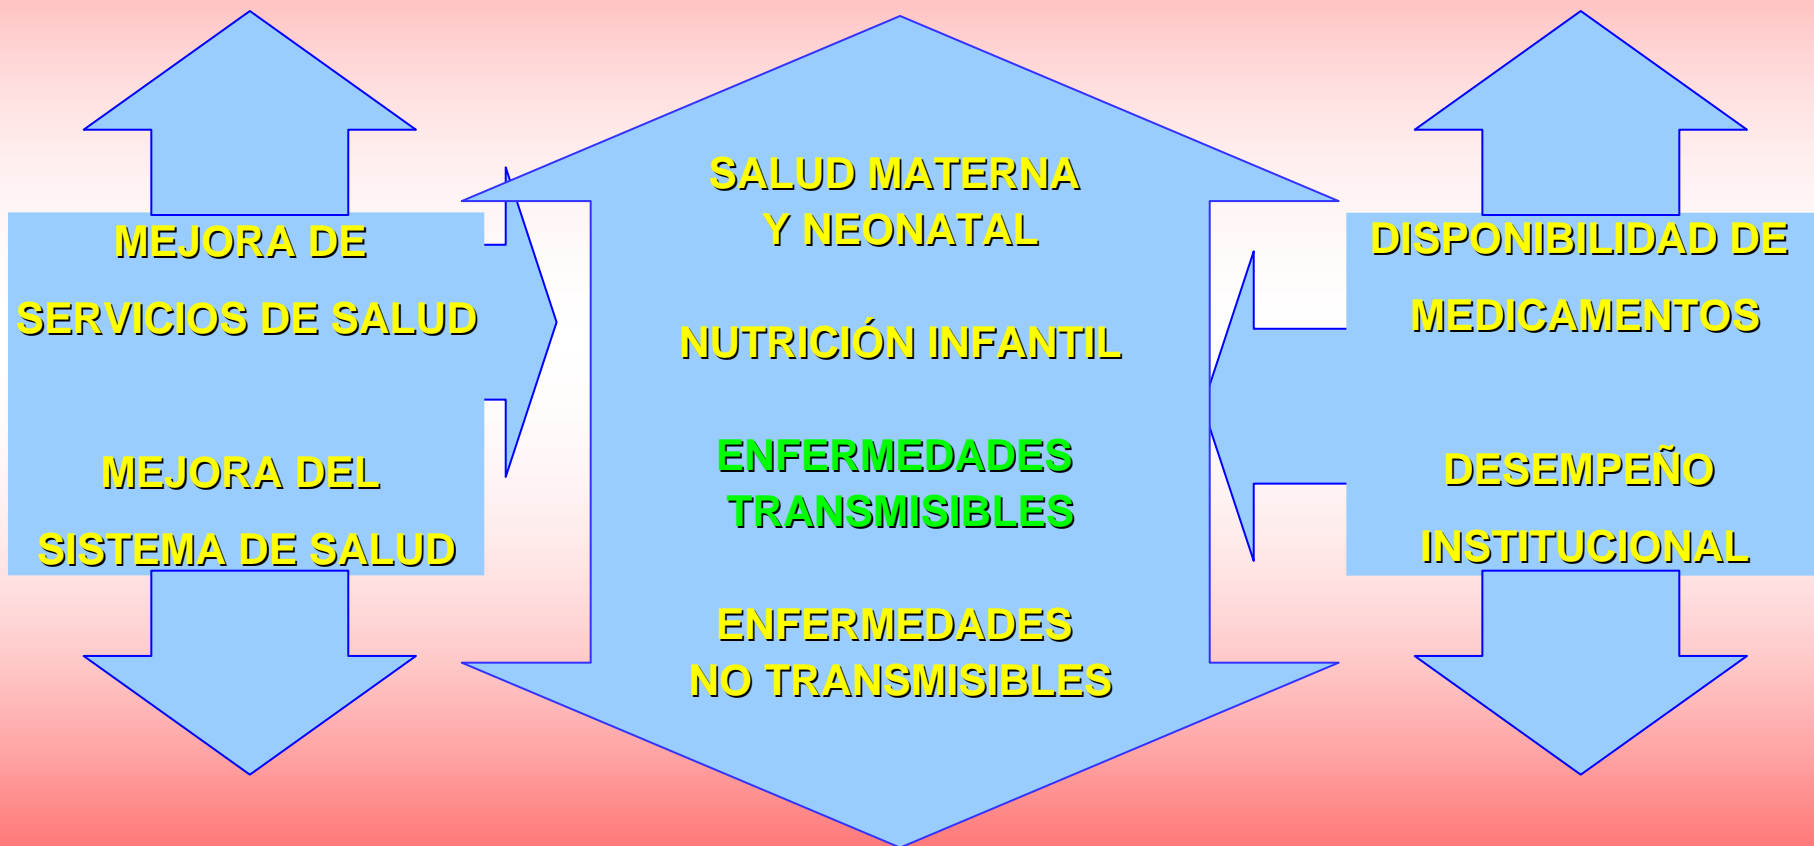 MEJORA DE
SERVICIOS DE SALUD
MEJORA DEL
SISTEMA DE SALUD
SALUD MATERNA
Y NEONATAL
NUTRICIÓN INFANTIL
ENFERMEDADES
TRANSMISIBLES
ENFERMEDADES
NO TRANSMISIBLES
DISPONIBILIDAD DE
MEDICAMENTOS
DESEMPEÑO
INSTITUCIONAL